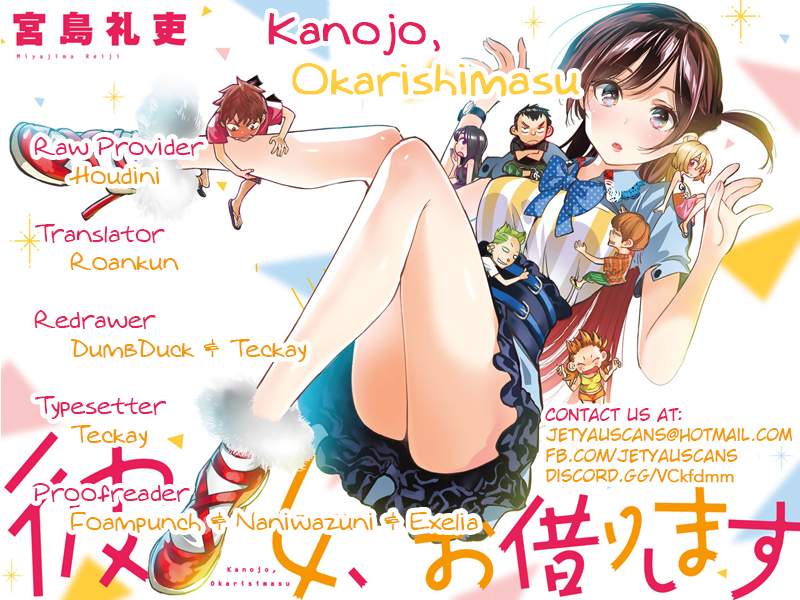 宮島礼吏
Miyajima Reiji
Kanojo,
Okarishimasu
Raw Provider
Houdini
Translator
Roankun
Redrawer
DumbDuck & Teckay
Typesetter
Teckay
Proofreader
Foampunch & Naniwazuni & Exelia
CONTACT US AT:
JETYAUSCANS@HOTMAIL.COM
FB.COM/JETYAUSCANS
DISCORD.GG/VCkfdmm
彼女、お借りします
Kanojo,
Okarisimasu